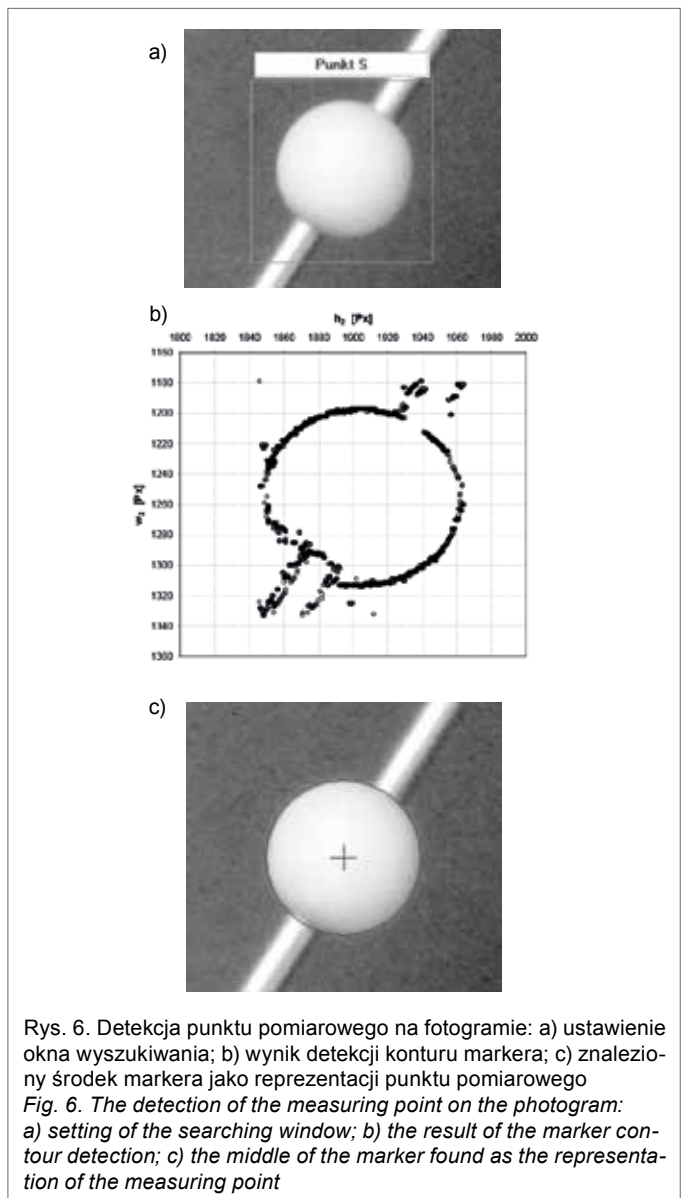 a)
Punkt S
b)
h₂ [Px]
1800 1820 1840 1860 1880 1900 1920 1940 1960 1980 2000
w₂ [Px]
1160
1180
1200
1220
1240
1260
1280
1300
1320
1340
1360
c)
Rys. 6. Detekcja punktu pomiarowego na fotogramie: a) ustawienie
okna wyszukiwania; b) wynik detekcji konturu markera; c) znalezio-
ny środek markera jako reprezentacji punktu pomiarowego
Fig. 6. The detection of the measuring point on the photogram:
a) setting of the searching window; b) the result of the marker con-
tour detection; c) the middle of the marker found as the representa-
tion of the measuring point